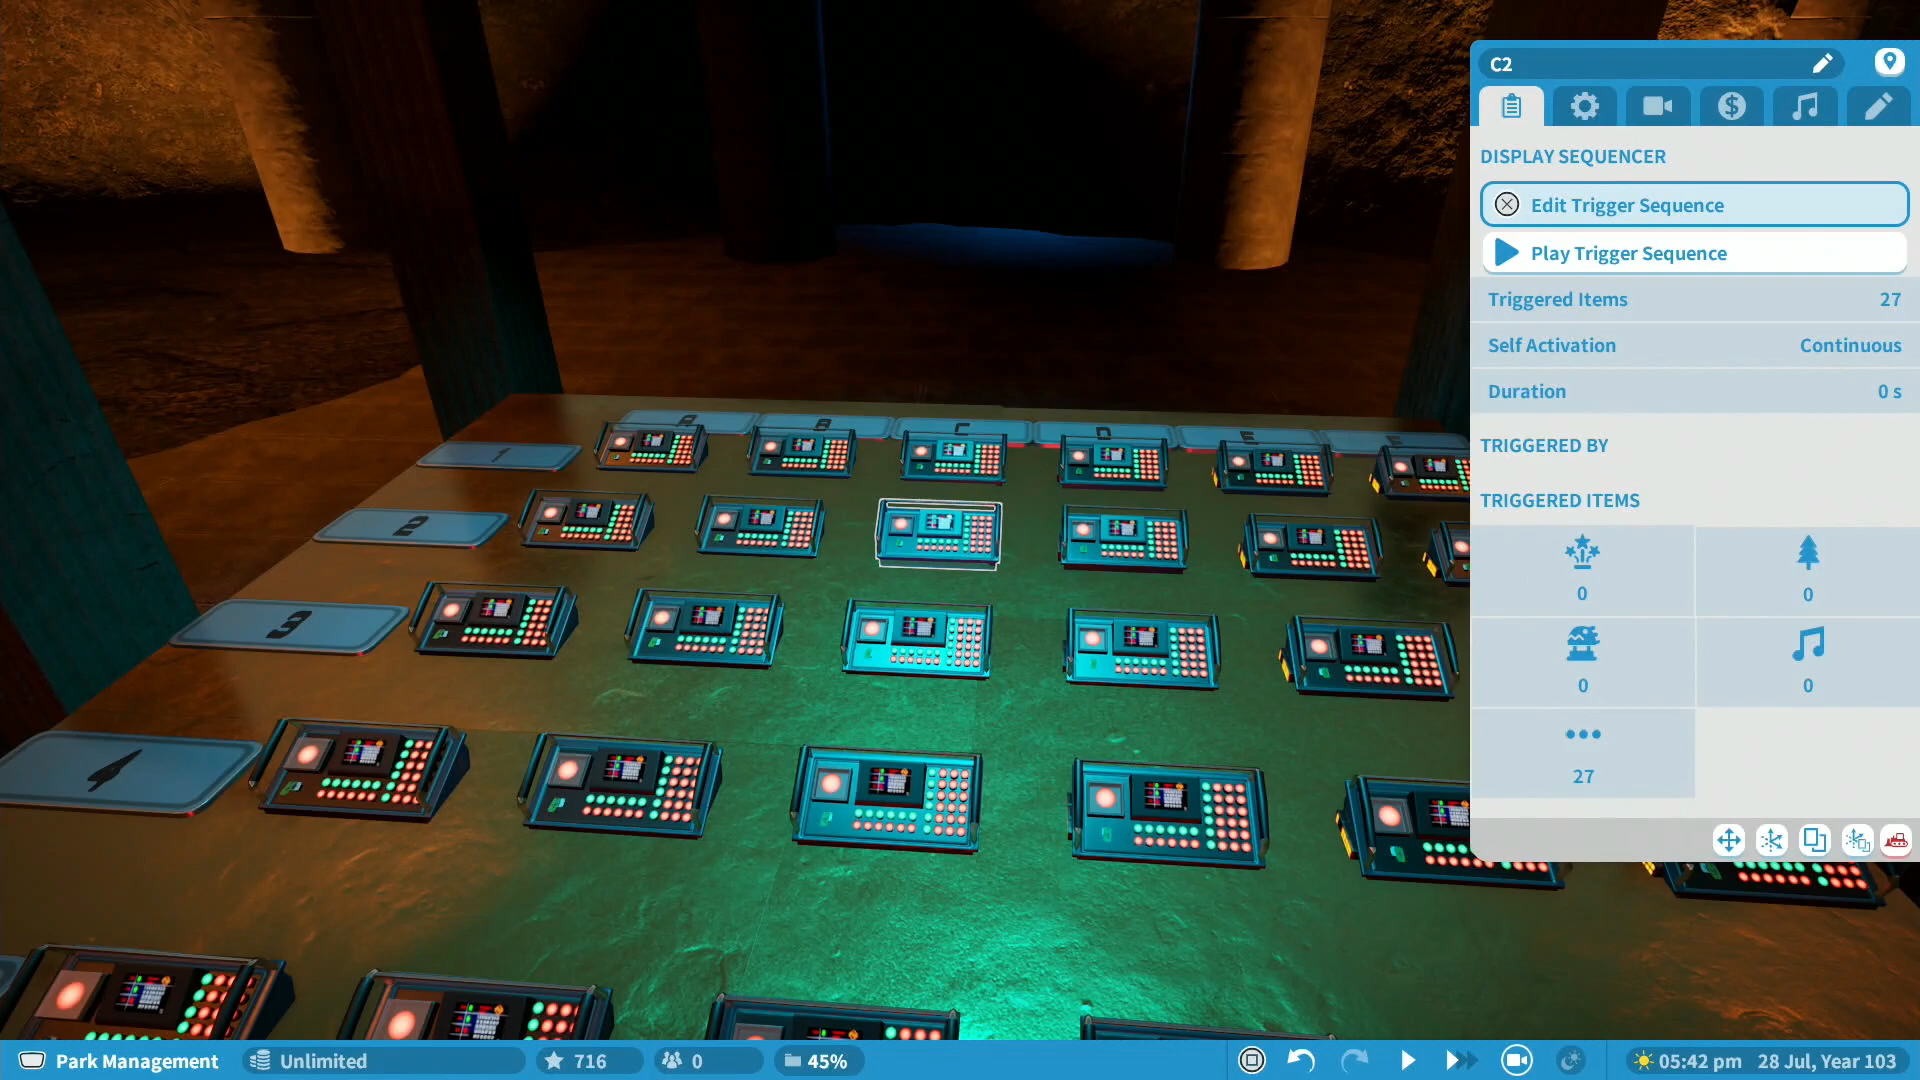 C2
DISPLAY SEQUENCER
Edit Trigger Sequence
Play Trigger Sequence
Triggered Items 27
Self Activation Continuous
Duration 0 s
TRIGGERED BY
TRIGGERED ITEMS
0 0
0 0
27
A B C D E F
1
2
3
4
Park Management Unlimited 716 0 45% 05:42 pm 28 Jul, Year 103